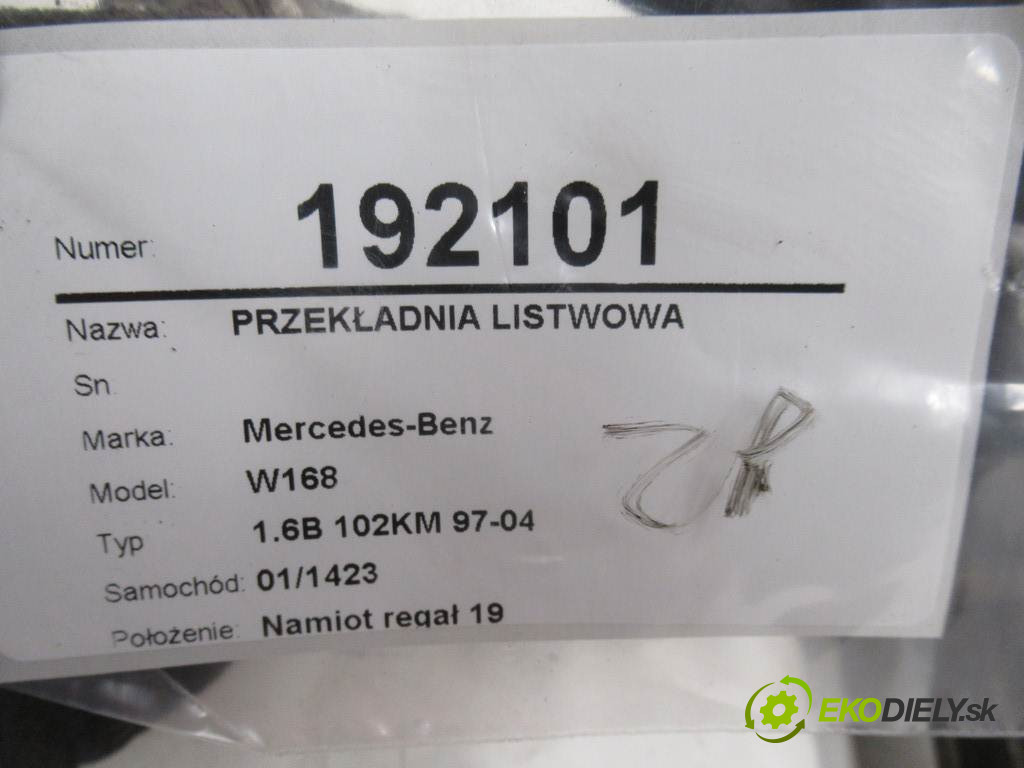 Numer: 192101
Nazwa: PRZEKŁADNIA LISTWOWA
Sn.
Marka: Mercedes-Benz
Model: W168
Typ 1.6B 102KM 97-04
Samochód: 01/1423
Położenie: Namiot regał 19
EKODIELY.sk